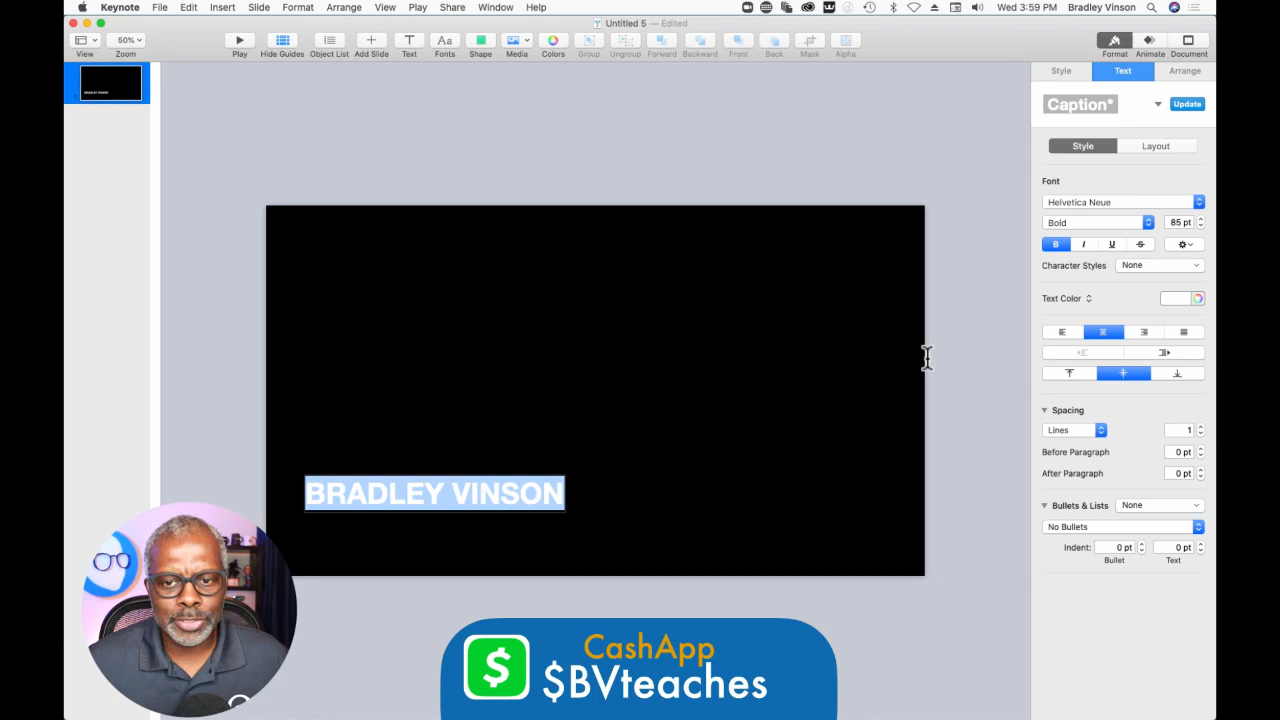 Keynote File Edit Insert Slide Format Arrange View Play Share Window Help Wed 3:59 PM Bradley Vinson
Untitled 5 — Edited
50%
View Zoom Play Hide Guides Object List Add Slide Text Fonts Shape Media Colors Group Ungroup Forward Backward Front Back Mask Alpha Format Animate Document
Style Text Arrange
Caption* Update
Style Layout
Font
Helvetica Neue
Bold 85 pt
B I U S
Character Styles None
Text Color
Spacing
Lines 1
Before Paragraph 0 pt
After Paragraph 0 pt
Bullets & Lists None
No Bullets
Indent: 0 pt 0 pt
Bullet Text
BRADLEY VINSON
BRADLEY VINSON
1
CashApp
$
$BVteaches